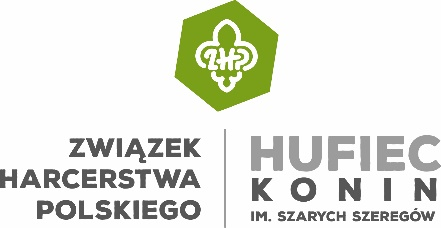 ZHP
ZWIĄZEK
HARCERSTWA
POLSKIEGO
HUFIEC
KONIN
IM. SZARYCH SZEREGÓW